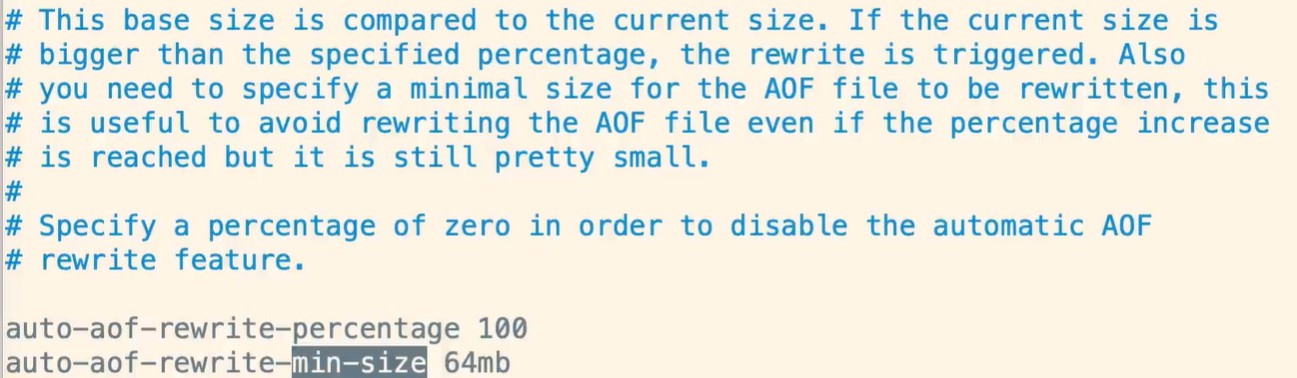 # This base size is compared to the current size. If the current size is
# bigger than the specified percentage, the rewrite is triggered. Also
# you need to specify a minimal size for the AOF file to be rewritten, this
# is useful to avoid rewriting the AOF file even if the percentage increase
# is reached but it is still pretty small.
#
# Specify a percentage of zero in order to disable the automatic AOF
# rewrite feature.
auto-aof-rewrite-percentage 100
auto-aof-rewrite-min-size 64mb